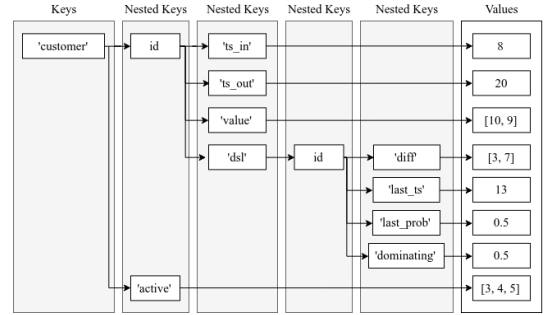 Keys Nested Keys Nested Keys Nested Keys Nested Keys Values
'customer' id 'ts_in' 8
'ts_out' 20
'value' [10, 9]
'dsl' id 'diff' [3, 7]
'last_ts' 13
'last_prob' 0.5
'dominating' 0.5
'active' [3, 4, 5]